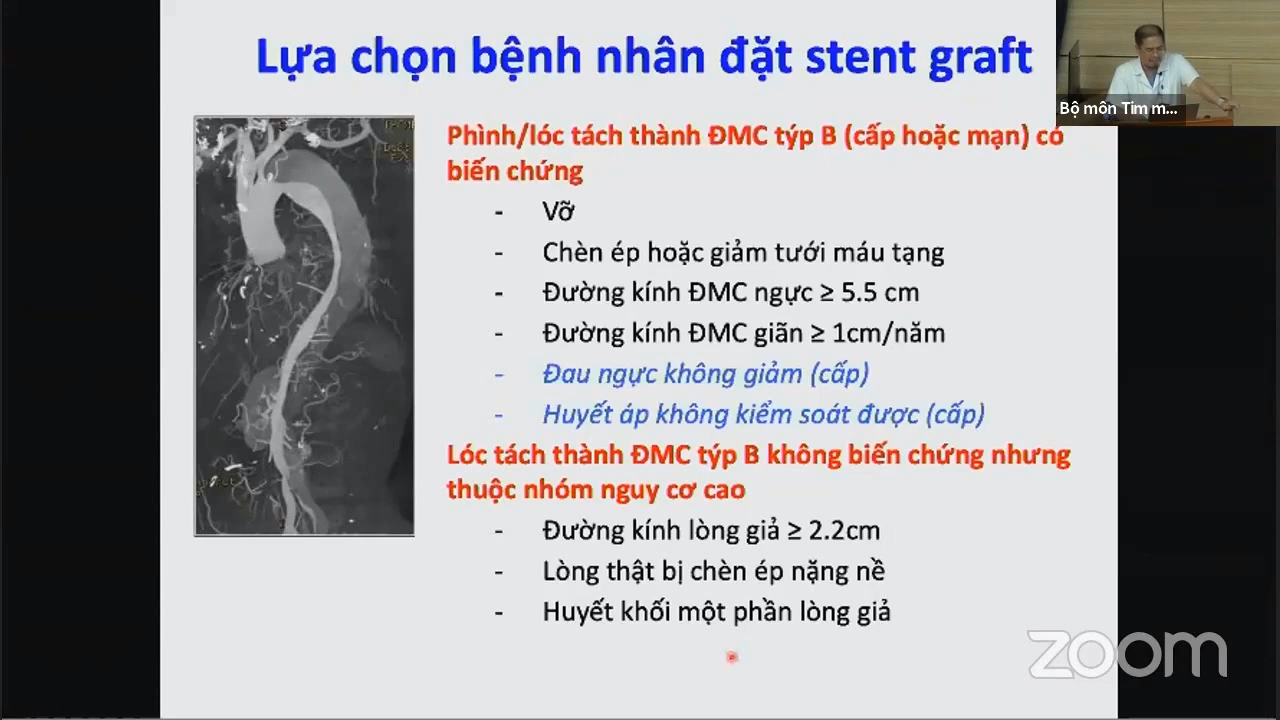 Lựa chọn bệnh nhân đặt stent graft
Bộ môn Tim m...
Phình/lóc tách thành ĐMC týp B (cấp hoặc mạn) có
biến chứng
- Vỡ
- Chèn ép hoặc giảm tưới máu tạng
- Đường kính ĐMC ngực ≥ 5.5 cm
- Đường kính ĐMC giãn ≥ 1cm/năm
- Đau ngực không giảm (cấp)
- Huyết áp không kiểm soát được (cấp)
Lóc tách thành ĐMC týp B không biến chứng nhưng
thuộc nhóm nguy cơ cao
- Đường kính lòng giả ≥ 2.2cm
- Lòng thật bị chèn ép nặng nề
- Huyết khối một phần lòng giả
zoom